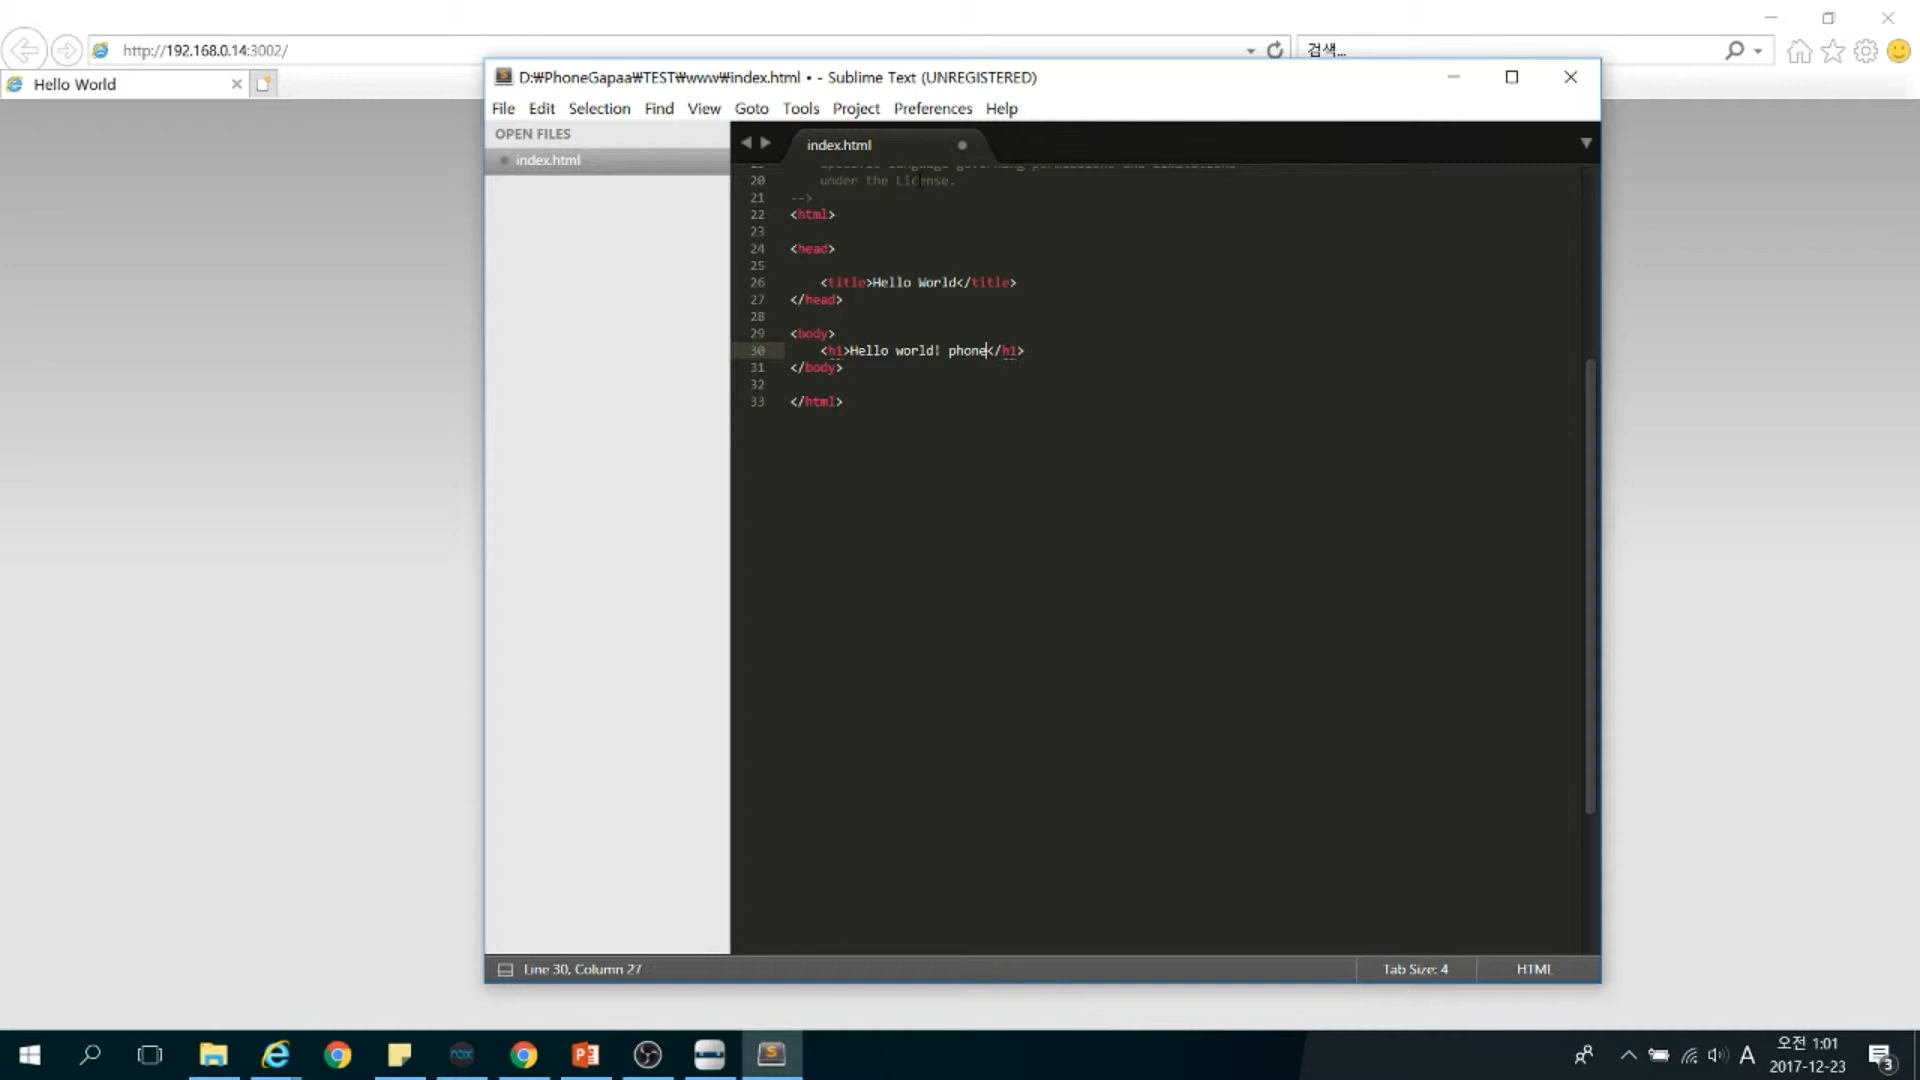 http://192.168.0.14:3002/
검색...
Hello World
D:₩PhoneGapaa₩TEST₩www₩index.html • - Sublime Text (UNREGISTERED)
File Edit Selection Find View Goto Tools Project Preferences Help
OPEN FILES
index.html
index.html
20 under the License.
21 -->
22 <html>
23
24 <head>
25
26 <title>Hello World</title>
27 </head>
28
29 <body>
30 <h1>Hello world! phone</h1>
31 </body>
32
33 </html>
Line 30, Column 27
Tab Size: 4
HTML
nox
A
오전 1:01
2017-12-23
3